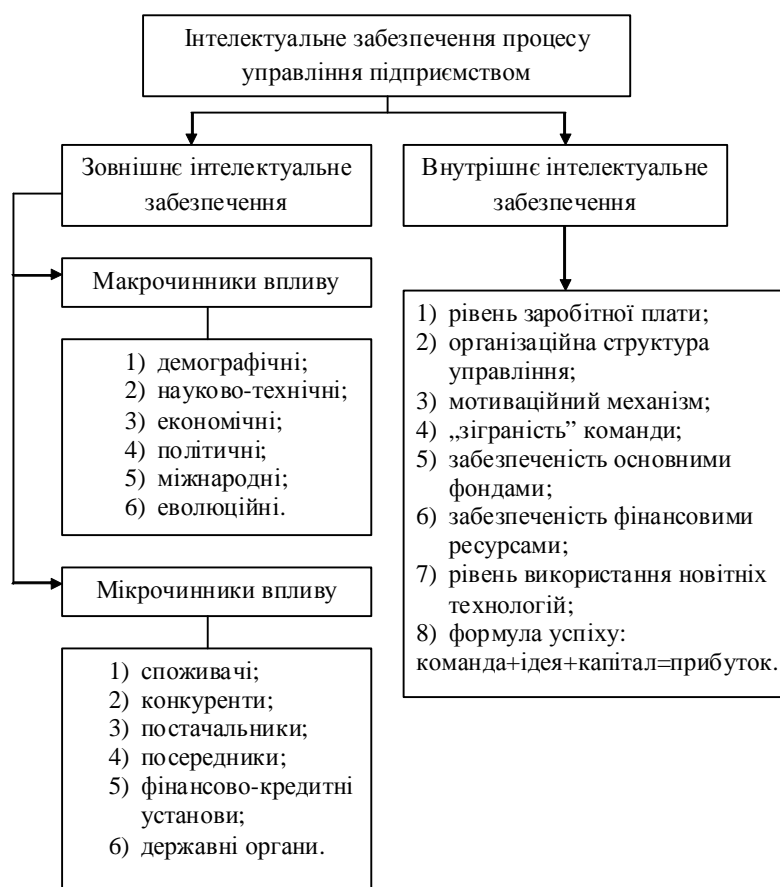 Інтелектуальне забезпечення процесу
управління підприємством
Зовнішнє інтелектуальне
забезпечення
Макрочинники впливу
1) демографічні;
2) науково-технічні;
3) економічні;
4) політичні;
5) міжнародні;
6) еволюційні.
Мікрочинники впливу
1) споживачі;
2) конкуренти;
3) постачальники;
4) посередники;
5) фінансово-кредитні
установи;
6) державні органи.
Внутрішнє інтелектуальне
забезпечення
1) рівень заробітної плати;
2) організаційна структура
управління;
3) мотиваційний механізм;
4) „зіграність” команди;
5) забезпеченість основними
фондами;
6) забезпеченість фінансовими
ресурсами;
7) рівень використання новітніх
технологій;
8) формула успіху:
команда+ідея+капітал=прибуток.